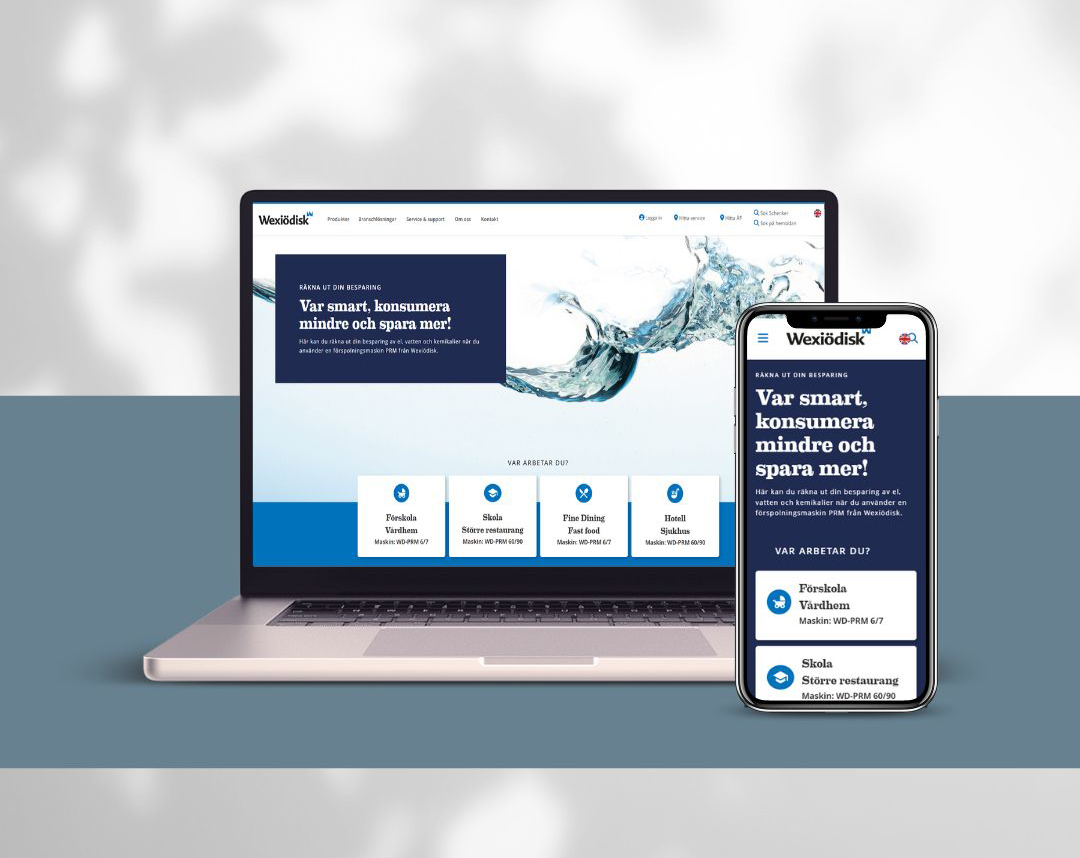 Wexiödisk
Produkter Branschlösningar Service & support Om oss Kontakt
Logga in Hitta service Hitta ÅF
Sök Schenker
Sök på hemsidan
RÄKNA UT DIN BESPARING
Var smart, konsumera
mindre och spara mer!
Här kan du räkna ut din besparing av el, vatten och kemikalier när du
använder en förspolningsmaskin PRM från Wexiödisk.
VAR ARBETAR DU?
Förskola
Vårdhem
Maskin: WD-PRM 6/7
Skola
Större restaurang
Maskin: WD-PRM 60/90
Fine Dining
Fast food
Maskin: WD-PRM 6/7
Hotell
Sjukhus
Maskin: WD-PRM 60/90
Wexiödisk
RÄKNA UT DIN BESPARING
Var smart,
konsumera
mindre och
spara mer!
Här kan du räkna ut din besparing av el,
vatten och kemikalier när du använder en
förspolningsmaskin PRM från Wexiödisk.
VAR ARBETAR DU?
Förskola
Vårdhem
Maskin: WD-PRM 6/7
Skola
Större restaurang
Maskin: WD-PRM 60/90